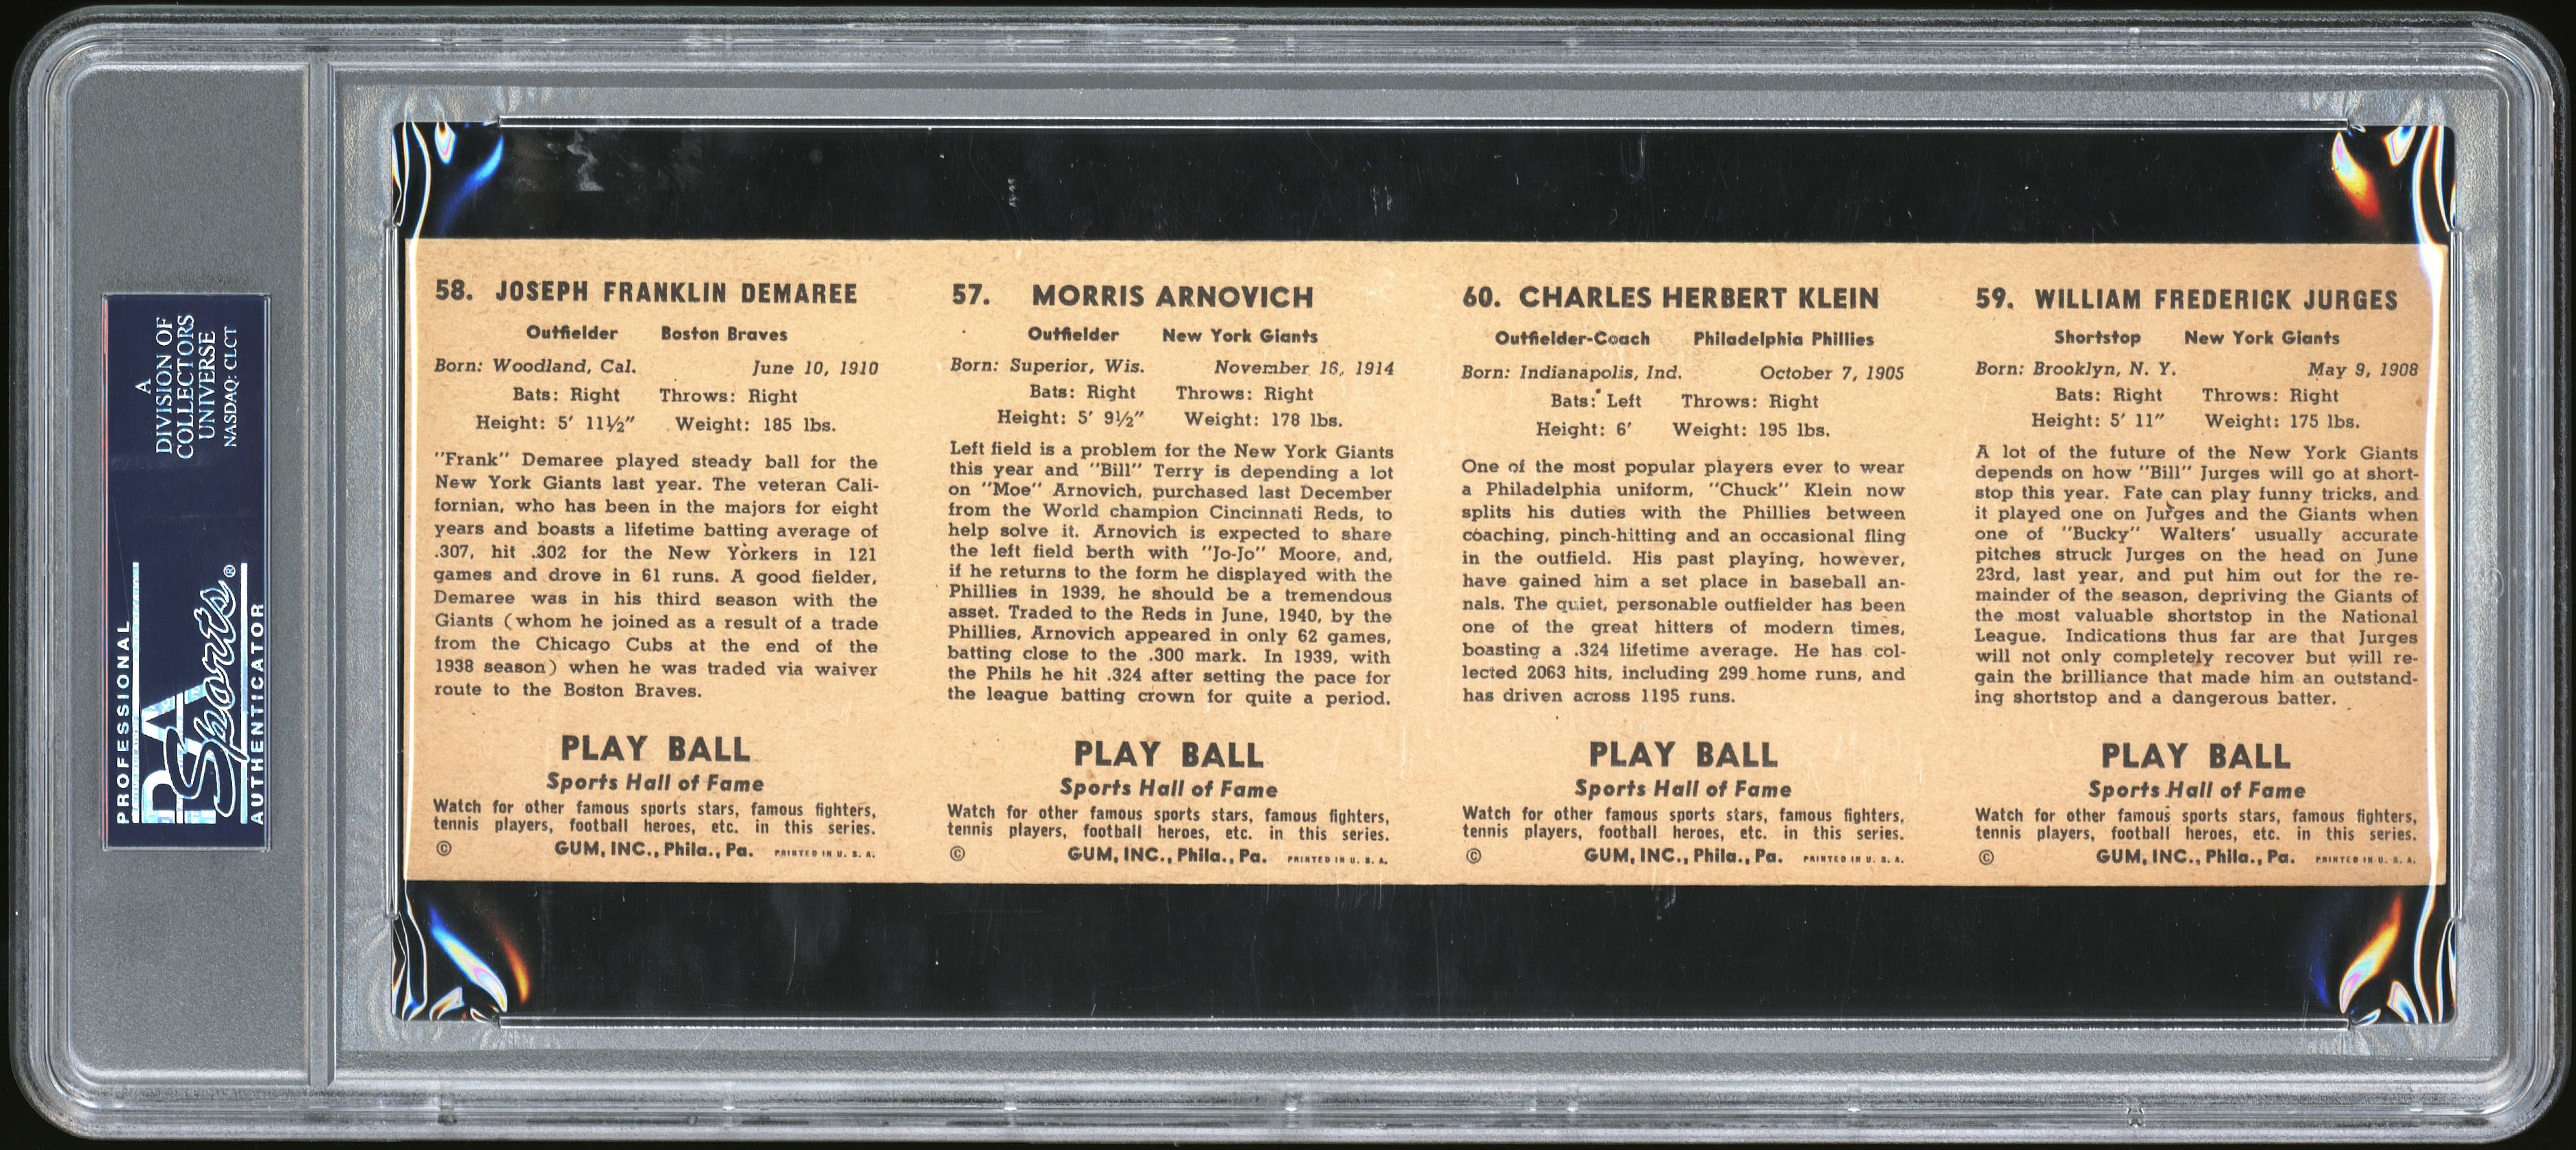 A
DIVISION OF
COLLECTORS
UNIVERSE
NASDAQ: CLCT
PROFESSIONAL
PSA
Sports®
AUTHENTICATOR
58. JOSEPH FRANKLIN DEMAREE
Outfielder Boston Braves
Born: Woodland, Cal. June 10, 1910
Bats: Right Throws: Right
Height: 5' 11½" Weight: 185 lbs.
"Frank" Demaree played steady ball for the
New York Giants last year. The veteran Cali-
fornian, who has been in the majors for eight
years and boasts a lifetime batting average of
.307, hit .302 for the New Yorkers in 121
games and drove in 61 runs. A good fielder,
Demaree was in his third season with the
Giants (whom he joined as a result of a trade
from the Chicago Cubs at the end of the
1938 season) when he was traded via waiver
route to the Boston Braves.
PLAY BALL
Sports Hall of Fame
Watch for other famous sports stars, famous fighters,
tennis players, football heroes, etc. in this series.
© GUM, INC., Phila., Pa. PRINTED IN U. S. A.
57. MORRIS ARNOVICH
Outfielder New York Giants
Born: Superior, Wis. November 16, 1914
Bats: Right Throws: Right
Height: 5' 9½" Weight: 178 lbs.
Left field is a problem for the New York Giants
this year and "Bill" Terry is depending a lot
on "Moe" Arnovich, purchased last December
from the World champion Cincinnati Reds, to
help solve it. Arnovich is expected to share
the left field berth with "Jo-Jo" Moore, and,
if he returns to the form he displayed with the
Phillies in 1939, he should be a tremendous
asset. Traded to the Reds in June, 1940, by the
Phillies, Arnovich appeared in only 62 games,
batting close to the .300 mark. In 1939, with
the Phils he hit .324 after setting the pace for
the league batting crown for quite a period.
PLAY BALL
Sports Hall of Fame
Watch for other famous sports stars, famous fighters,
tennis players, football heroes, etc. in this series.
© GUM, INC., Phila., Pa. PRINTED IN U. S. A.
60. CHARLES HERBERT KLEIN
Outfielder-Coach Philadelphia Phillies
Born: Indianapolis, Ind. October 7, 1905
Bats: Left Throws: Right
Height: 6' Weight: 195 lbs.
One of the most popular players ever to wear
a Philadelphia uniform, "Chuck" Klein now
splits his duties with the Phillies between
coaching, pinch-hitting and an occasional fling
in the outfield. His past playing, however,
have gained him a set place in baseball an-
nals. The quiet, personable outfielder has been
one of the great hitters of modern times,
boasting a .324 lifetime average. He has col-
lected 2063 hits, including 299 home runs, and
has driven across 1195 runs.
PLAY BALL
Sports Hall of Fame
Watch for other famous sports stars, famous fighters,
tennis players, football heroes, etc. in this series.
© GUM, INC., Phila., Pa. PRINTED IN U. S. A.
59. WILLIAM FREDERICK JURGES
Shortstop New York Giants
Born: Brooklyn, N. Y. May 9, 1908
Bats: Right Throws: Right
Height: 5' 11" Weight: 175 lbs.
A lot of the future of the New York Giants
depends on how "Bill" Jurges will go at short-
stop this year. Fate can play funny tricks, and
it played one on Jurges and the Giants when
one of "Bucky" Walters' usually accurate
pitches struck Jurges on the head on June
23rd, last year, and put him out for the re-
mainder of the season, depriving the Giants of
the most valuable shortstop in the National
League. Indications thus far are that Jurges
will not only completely recover but will re-
gain the brilliance that made him an outstand-
ing shortstop and a dangerous batter.
PLAY BALL
Sports Hall of Fame
Watch for other famous sports stars, famous fighters,
tennis players, football heroes, etc. in this series.
© GUM, INC., Phila., Pa. PRINTED IN U. S. A.